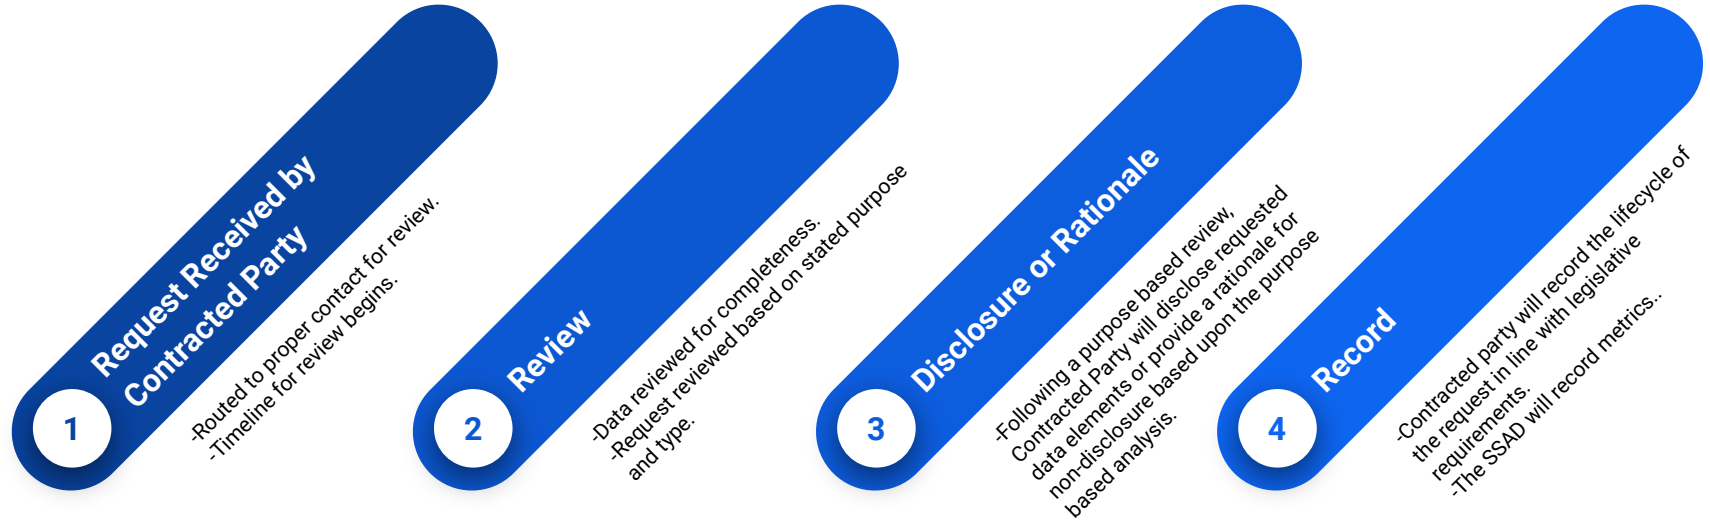 1
Request Received by
Contracted Party
-Routed to proper contact for review.
-Timeline for review begins.
2
Review
-Data reviewed for completeness.
-Request reviewed based on stated purpose
and type.
3
Disclosure or Rationale
-Following a purpose based review,
Contracted Party will disclose requested
data elements or provide a rationale for
non-disclosure based upon the purpose
based analysis.
4
Record
-Contracted party will record the lifecycle of
the request in line with legislative
requirements.
-The SSAD will record metrics..